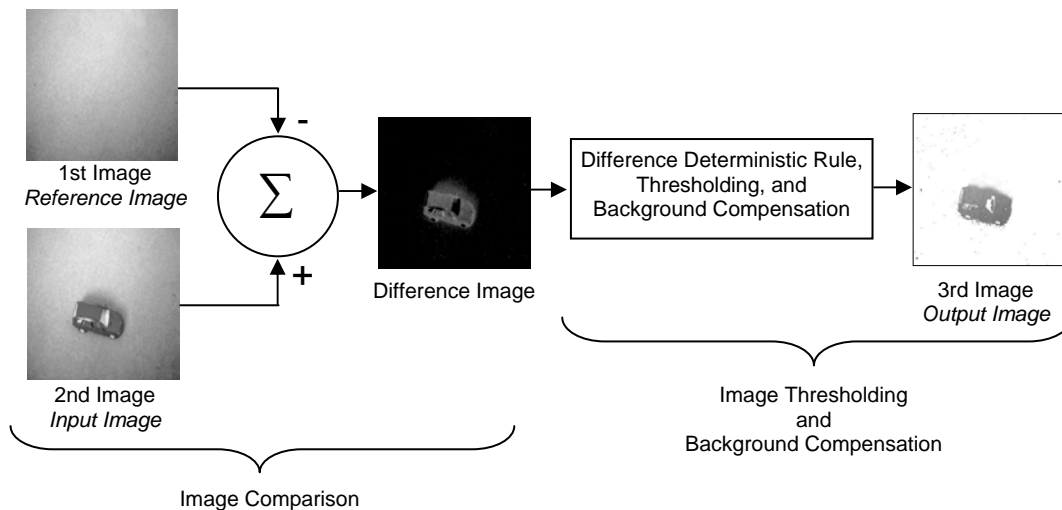 1st Image
Reference Image
-
Σ
+
2nd Image
Input Image
Difference Image
Difference Deterministic Rule,
Thresholding, and
Background Compensation
3rd Image
Output Image
Image Comparison
Image Thresholding
and
Background Compensation